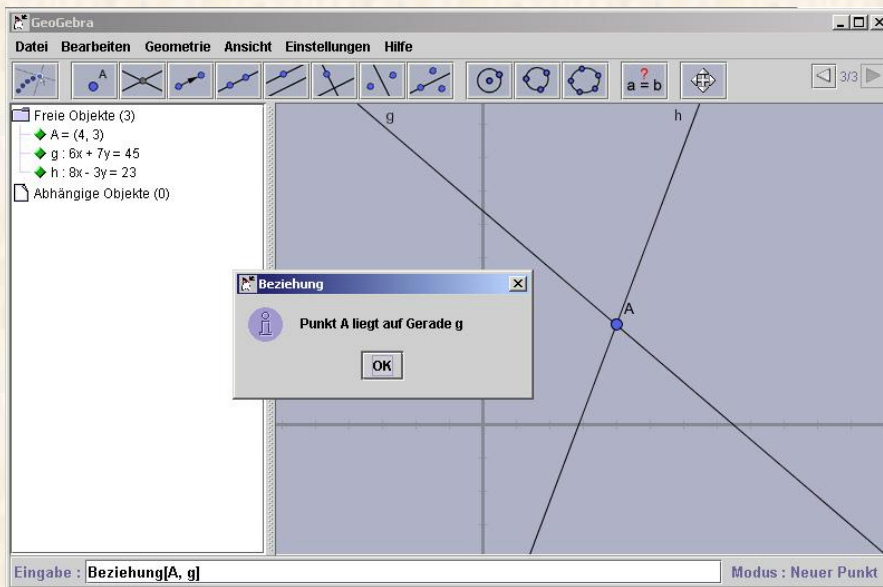 GeoGebra
Datei Bearbeiten Geometrie Ansicht Einstellungen Hilfe
A
?
a = b
3/3
Freie Objekte (3)
A = (4, 3)
g : 6x + 7y = 45
h : 8x - 3y = 23
Abhängige Objekte (0)
g
h
A
Beziehung
Punkt A liegt auf Gerade g
OK
Eingabe : Beziehung[A, g]
Modus : Neuer Punkt